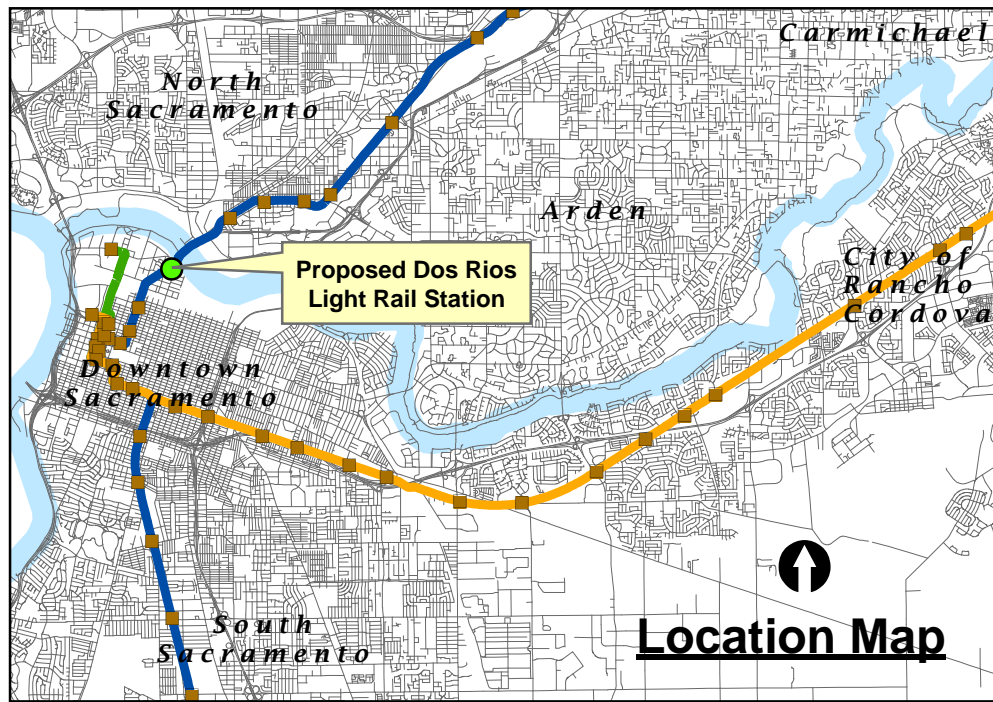 Carmichael
North
Sacramento
Arden
Proposed Dos Rios
Light Rail Station
City of
Rancho
Cordova
Downtown
Sacramento
South
Sacramento
Location Map